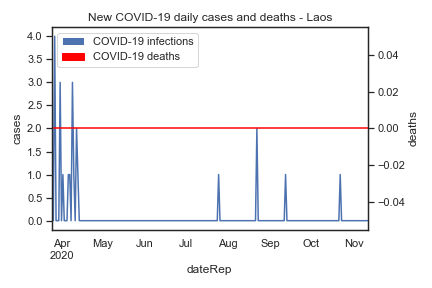 New COVID-19 daily cases and deaths - Laos
COVID-19 infections
COVID-19 deaths
4.0
3.5
3.0
2.5
2.0
1.5
1.0
0.5
0.0
cases
0.04
0.02
0.00
−0.02
−0.04
deaths
Apr May Jun Jul Aug Sep Oct Nov
2020
dateRep